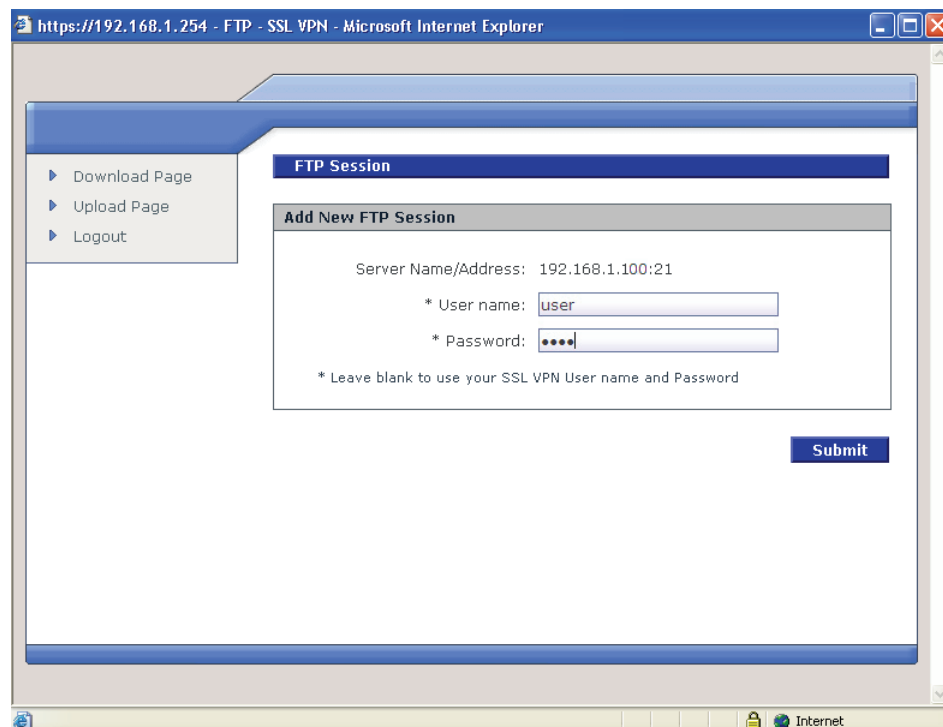 https://192.168.1.254 - FTP - SSL VPN - Microsoft Internet Explorer
Download Page
Upload Page
Logout
FTP Session
Add New FTP Session
Server Name/Address: 192.168.1.100:21
* User name: user
* Password: ••••
* Leave blank to use your SSL VPN User name and Password
Submit
Internet